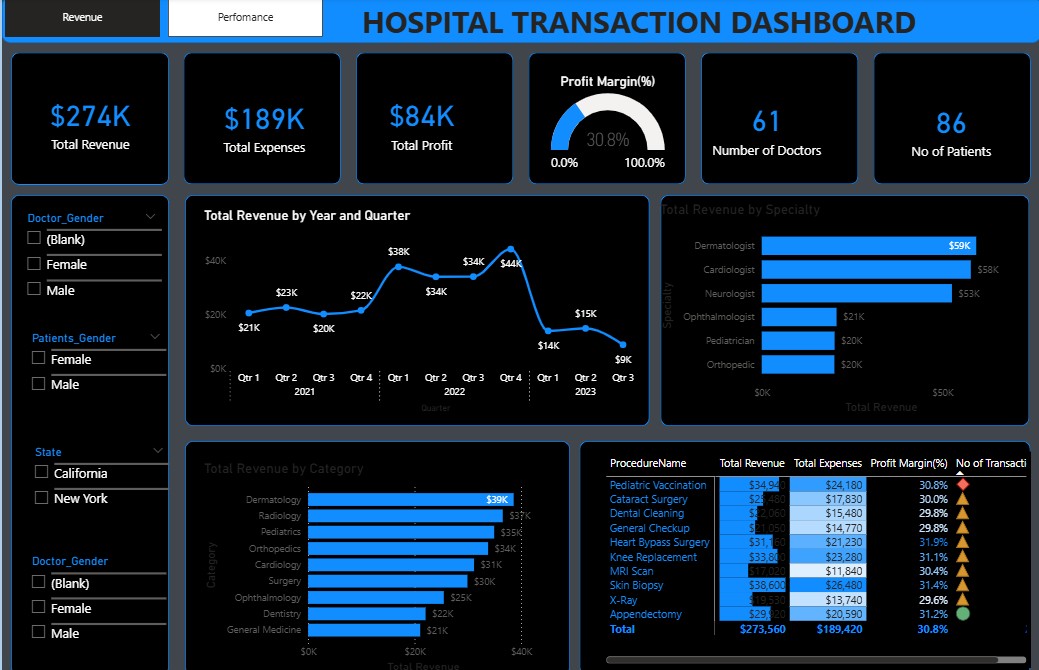 Revenue
Perfomance
HOSPITAL TRANSACTION DASHBOARD
$274K
Total Revenue
$189K
Total Expenses
$84K
Total Profit
Profit Margin(%)
30.8%
0.0% 100.0%
61
Number of Doctors
86
No of Patients
Doctor_Gender
(Blank)
Female
Male
Patients_Gender
Female
Male
State
California
New York
Doctor_Gender
(Blank)
Female
Male
Total Revenue by Year and Quarter
$40K
$20K
$0K
$21K
$23K
$20K
$22K
$38K
$34K
$34K
$44K
$14K
$15K
$9K
Qtr 1 Qtr 2 Qtr 3 Qtr 4 Qtr 1 Qtr 2 Qtr 3 Qtr 4 Qtr 1 Qtr 2 Qtr 3
2021 2022 2023
Quarter
Total Revenue by Specialty
Specialty
Dermatologist $59K
Cardiologist $58K
Neurologist $53K
Ophthalmologist $21K
Pediatrician $20K
Orthopedic $20K
$0K $50K
Total Revenue
Total Revenue by Category
Category
Dermatology $39K
Radiology $37K
Pediatrics $35K
Orthopedics $34K
Cardiology $31K
Surgery $30K
Ophthalmology $25K
Dentistry $22K
General Medicine $21K
$0K $20K $40K
Total Revenue
ProcedureName Total Revenue Total Expenses Profit Margin(%) No of Transacti
Pediatric Vaccination $34,940 $24,180 30.8%
Cataract Surgery $25,480 $17,830 30.0%
Dental Cleaning $22,060 $15,480 29.8%
General Checkup $21,050 $14,770 29.8%
Heart Bypass Surgery $21,230 31.9%
Knee Replacement $33,800 $23,280 31.1%
MRI Scan $17,020 $11,840 30.4%
Skin Biopsy $38,600 $26,480 31.4%
X-Ray $19,530 $13,740 29.6%
Appendectomy $20,590 31.2%
Total $273,560 $189,420 30.8%